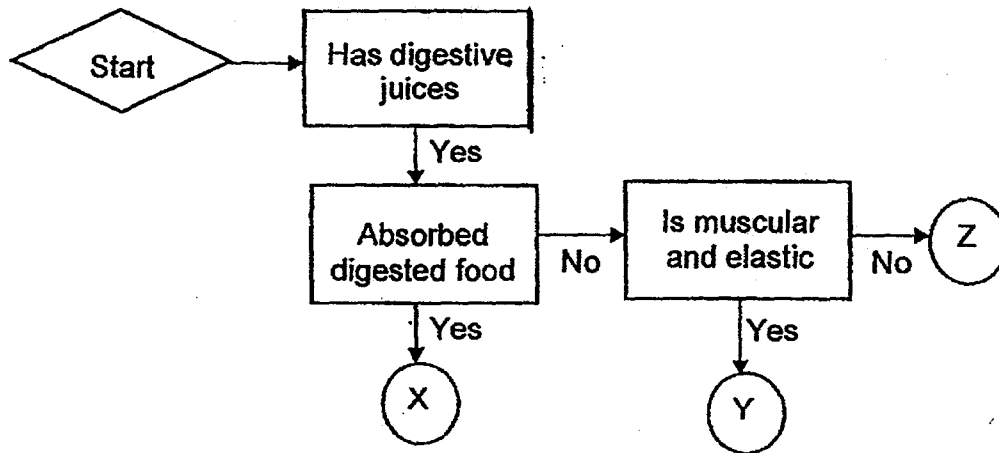 Start
Has digestive
juices
Yes
Absorbed
digested food
No
Is muscular
and elastic
No
Z
Yes
X
Yes
Y